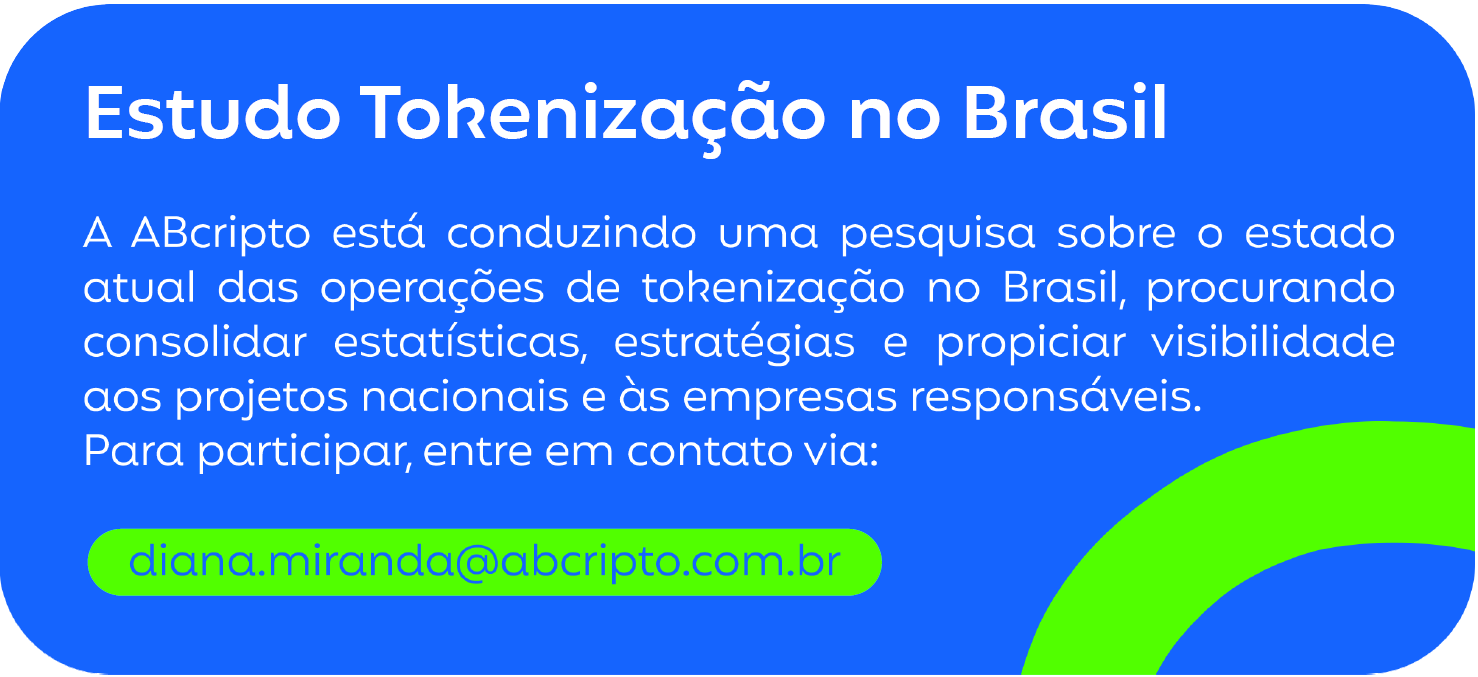 Estudo Tokenização no Brasil
A ABcripto está conduzindo uma pesquisa sobre o estado
atual das operações de tokenização no Brasil, procurando
consolidar estatísticas, estratégias e propiciar visibilidade
aos projetos nacionais e às empresas responsáveis.
Para participar, entre em contato via:
diana.miranda@abcripto.com.br